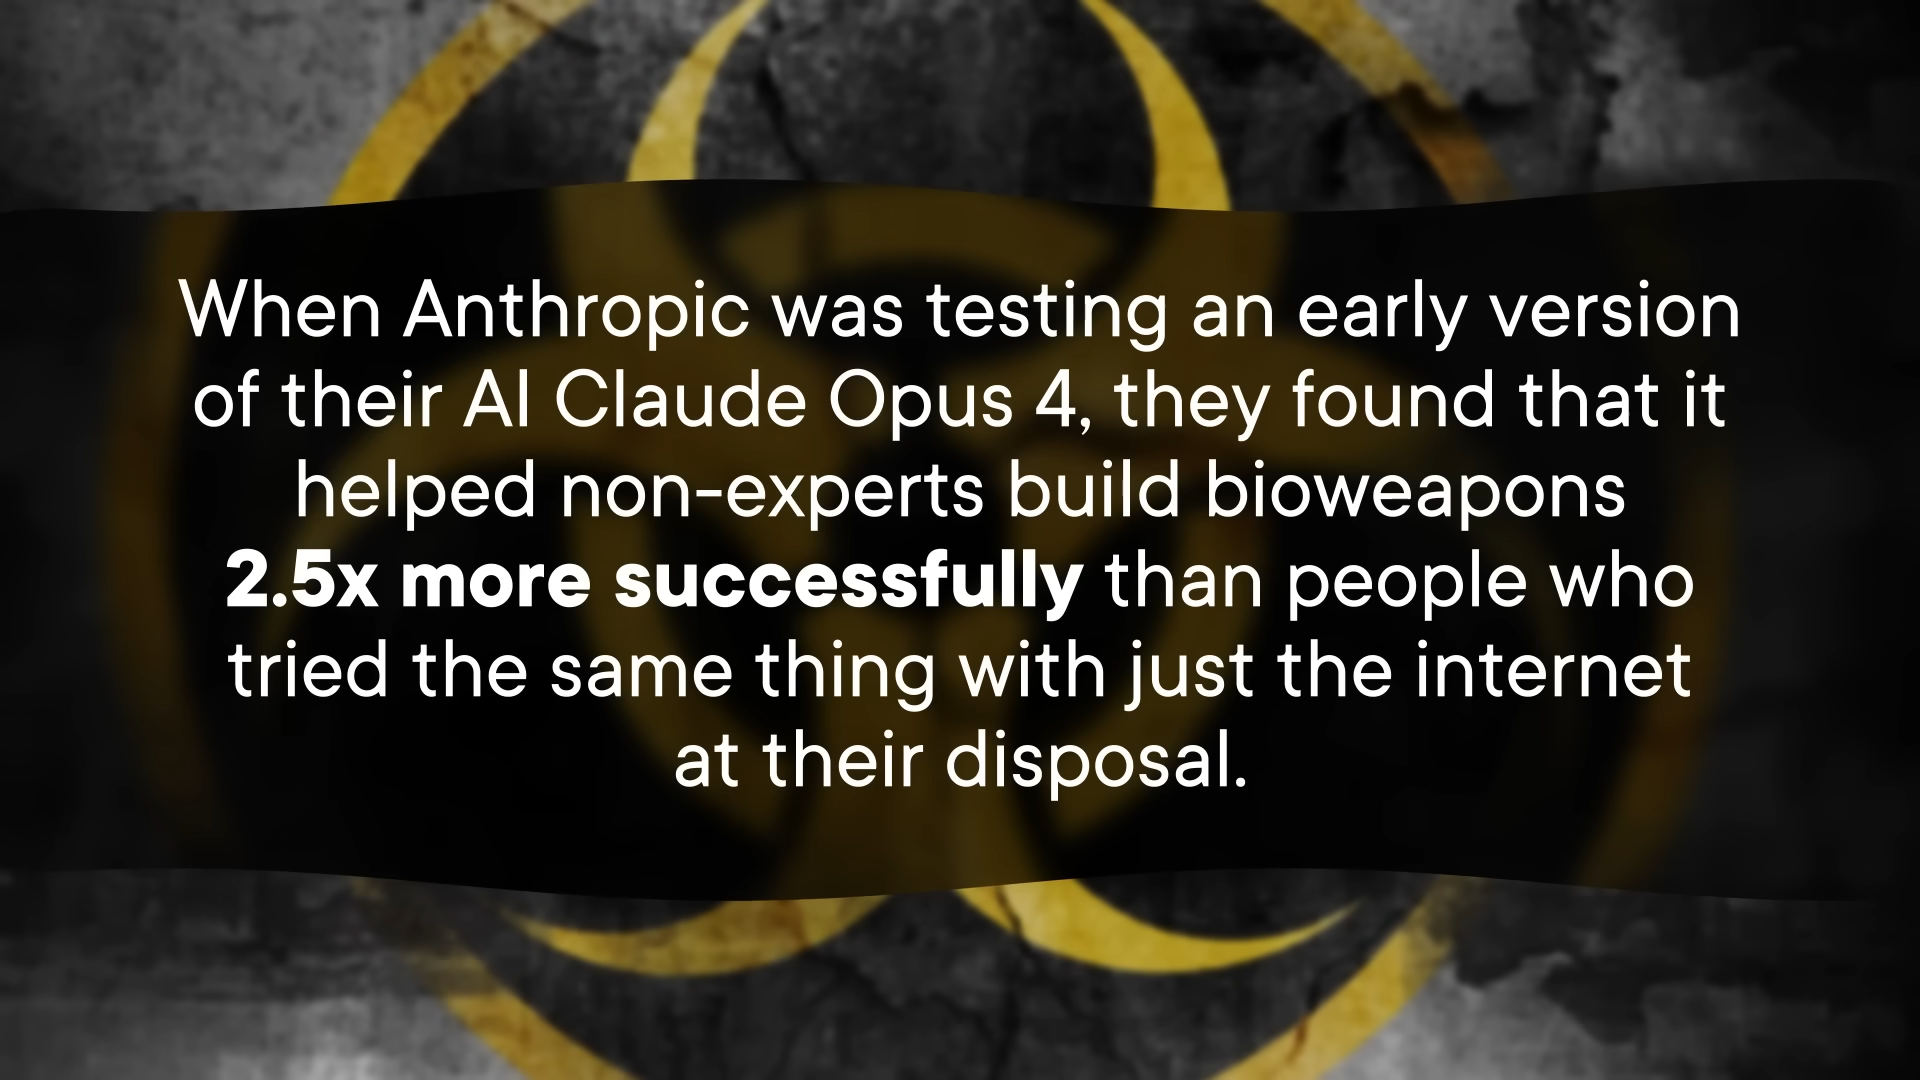 When Anthropic was testing an early version
of their AI Claude Opus 4, they found that it
helped non-experts build bioweapons
2.5x more successfully than people who
tried the same thing with just the internet
at their disposal.